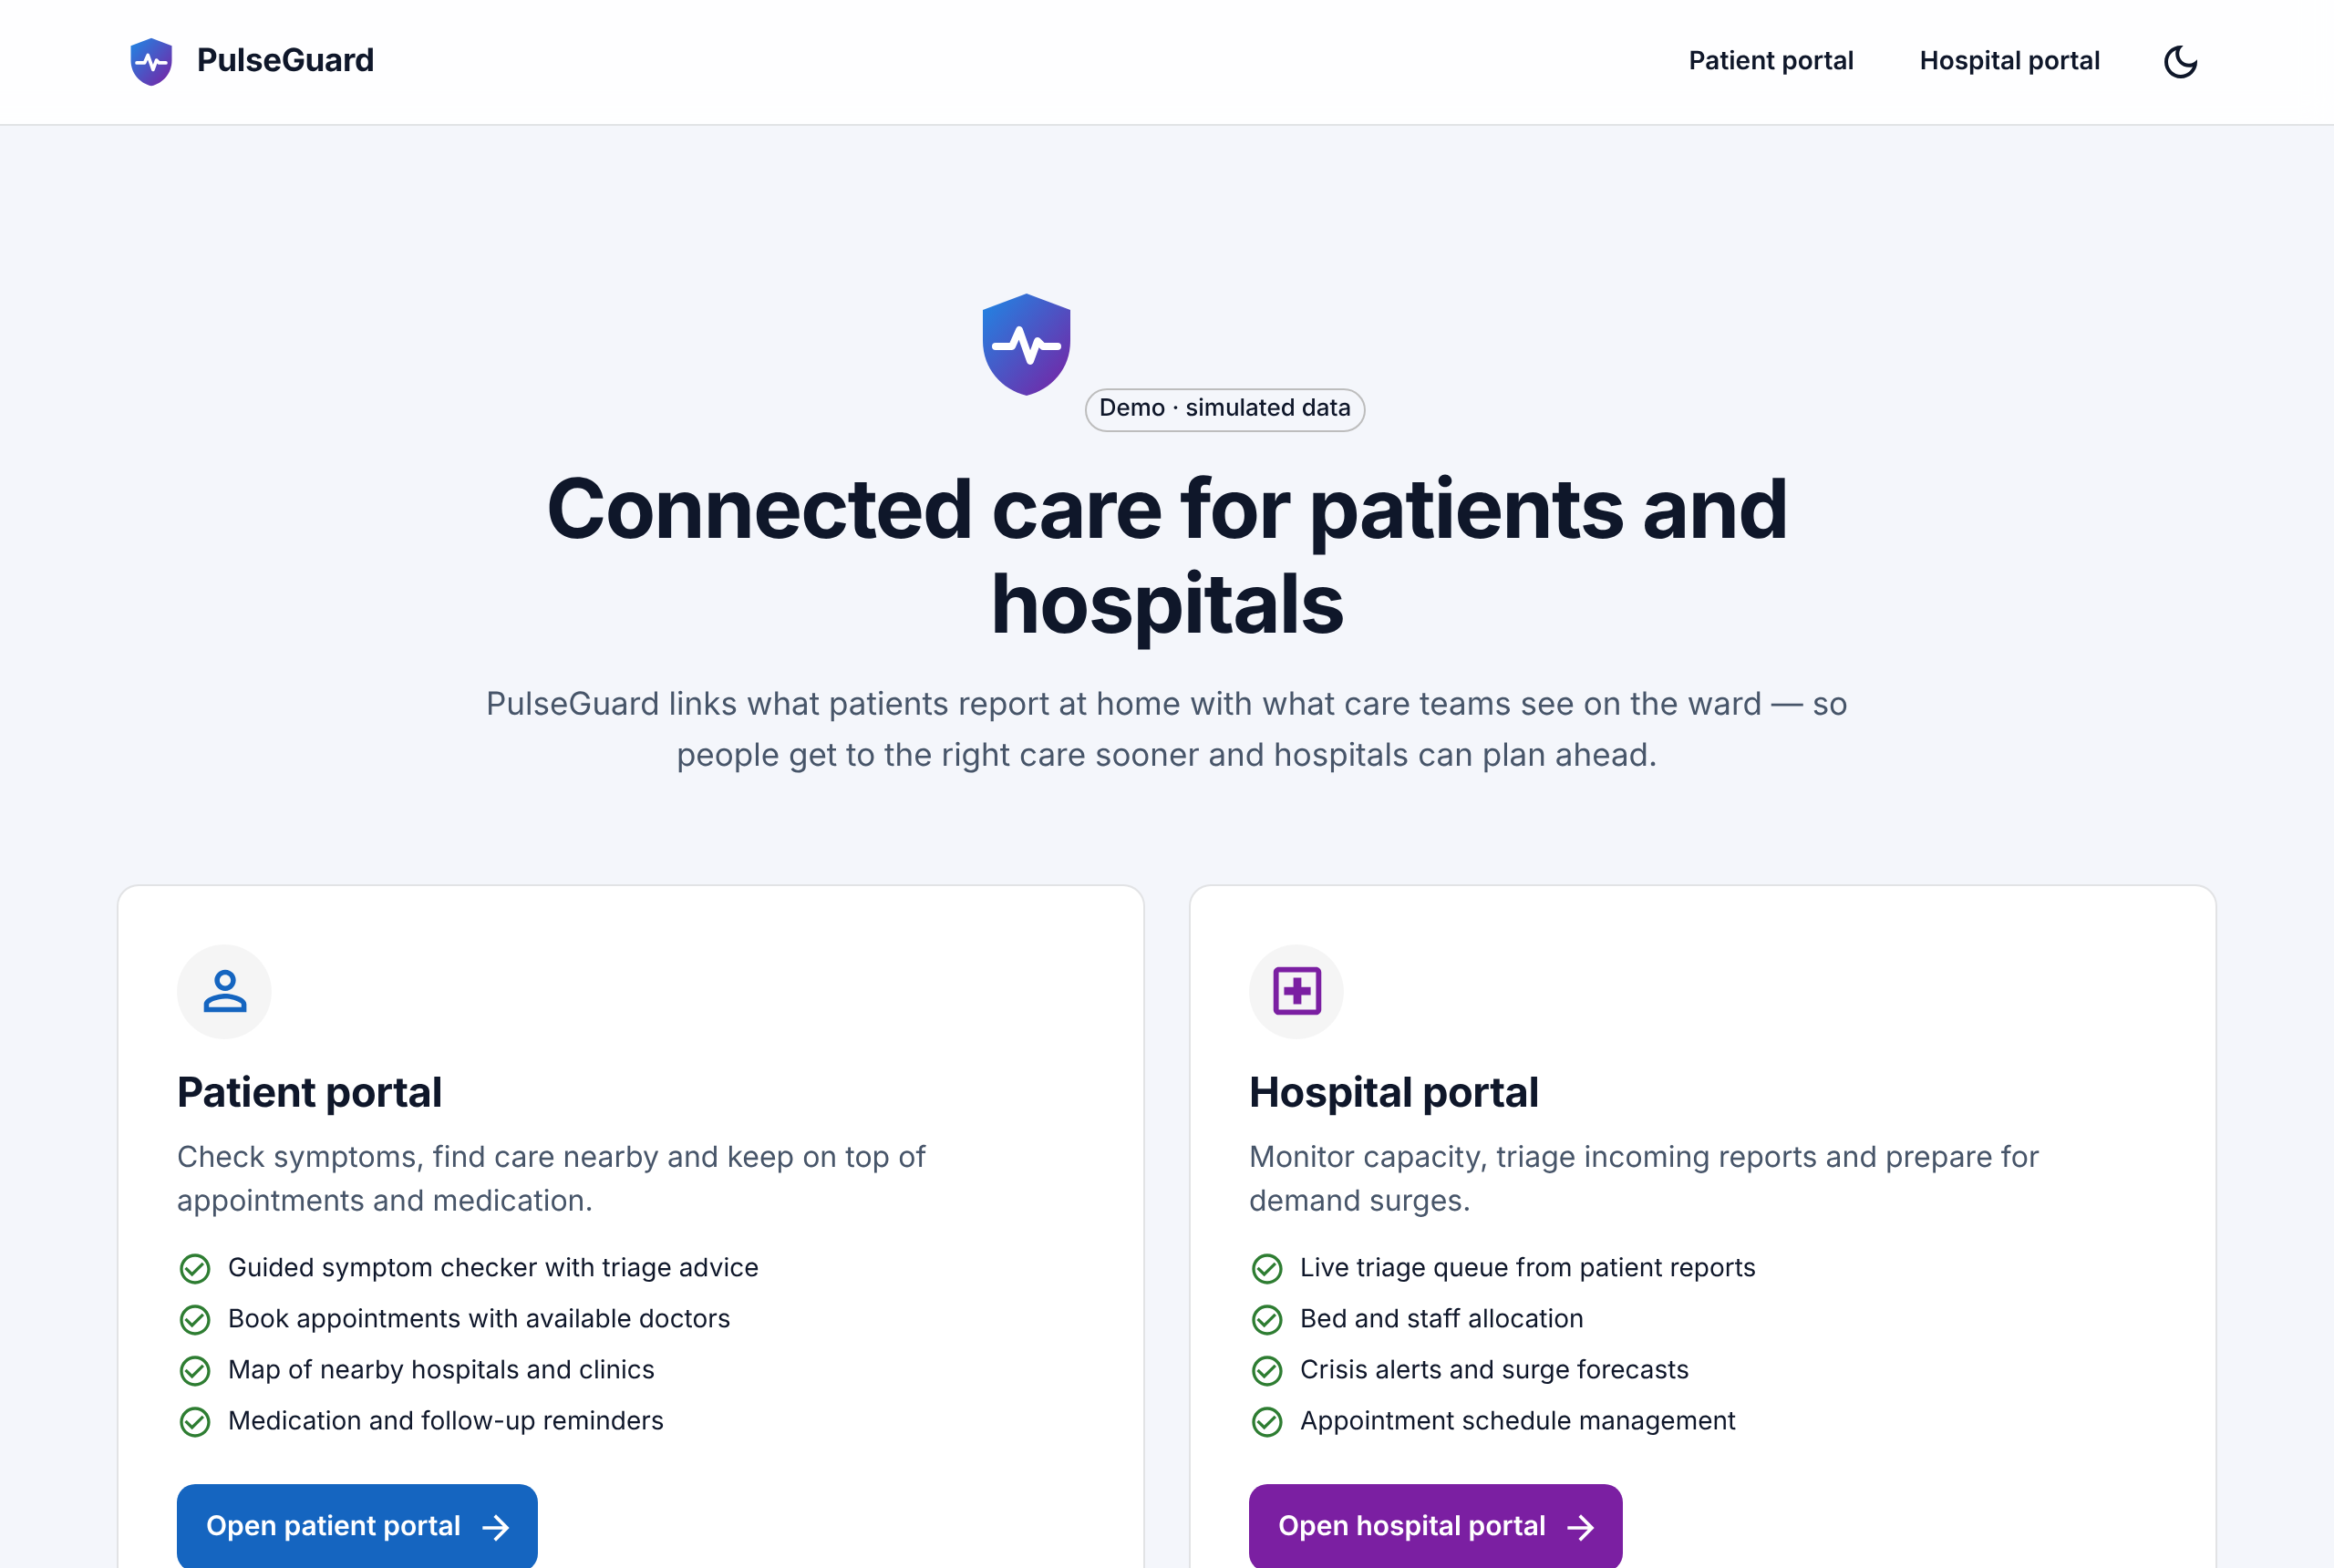 PulseGuard
Patient portal
Hospital portal
Demo · simulated data
Connected care for patients and
hospitals
PulseGuard links what patients report at home with what care teams see on the ward — so
people get to the right care sooner and hospitals can plan ahead.
Patient portal
Check symptoms, find care nearby and keep on top of
appointments and medication.
Guided symptom checker with triage advice
Book appointments with available doctors
Map of nearby hospitals and clinics
Medication and follow-up reminders
Open patient portal
Hospital portal
Monitor capacity, triage incoming reports and prepare for
demand surges.
Live triage queue from patient reports
Bed and staff allocation
Crisis alerts and surge forecasts
Appointment schedule management
Open hospital portal